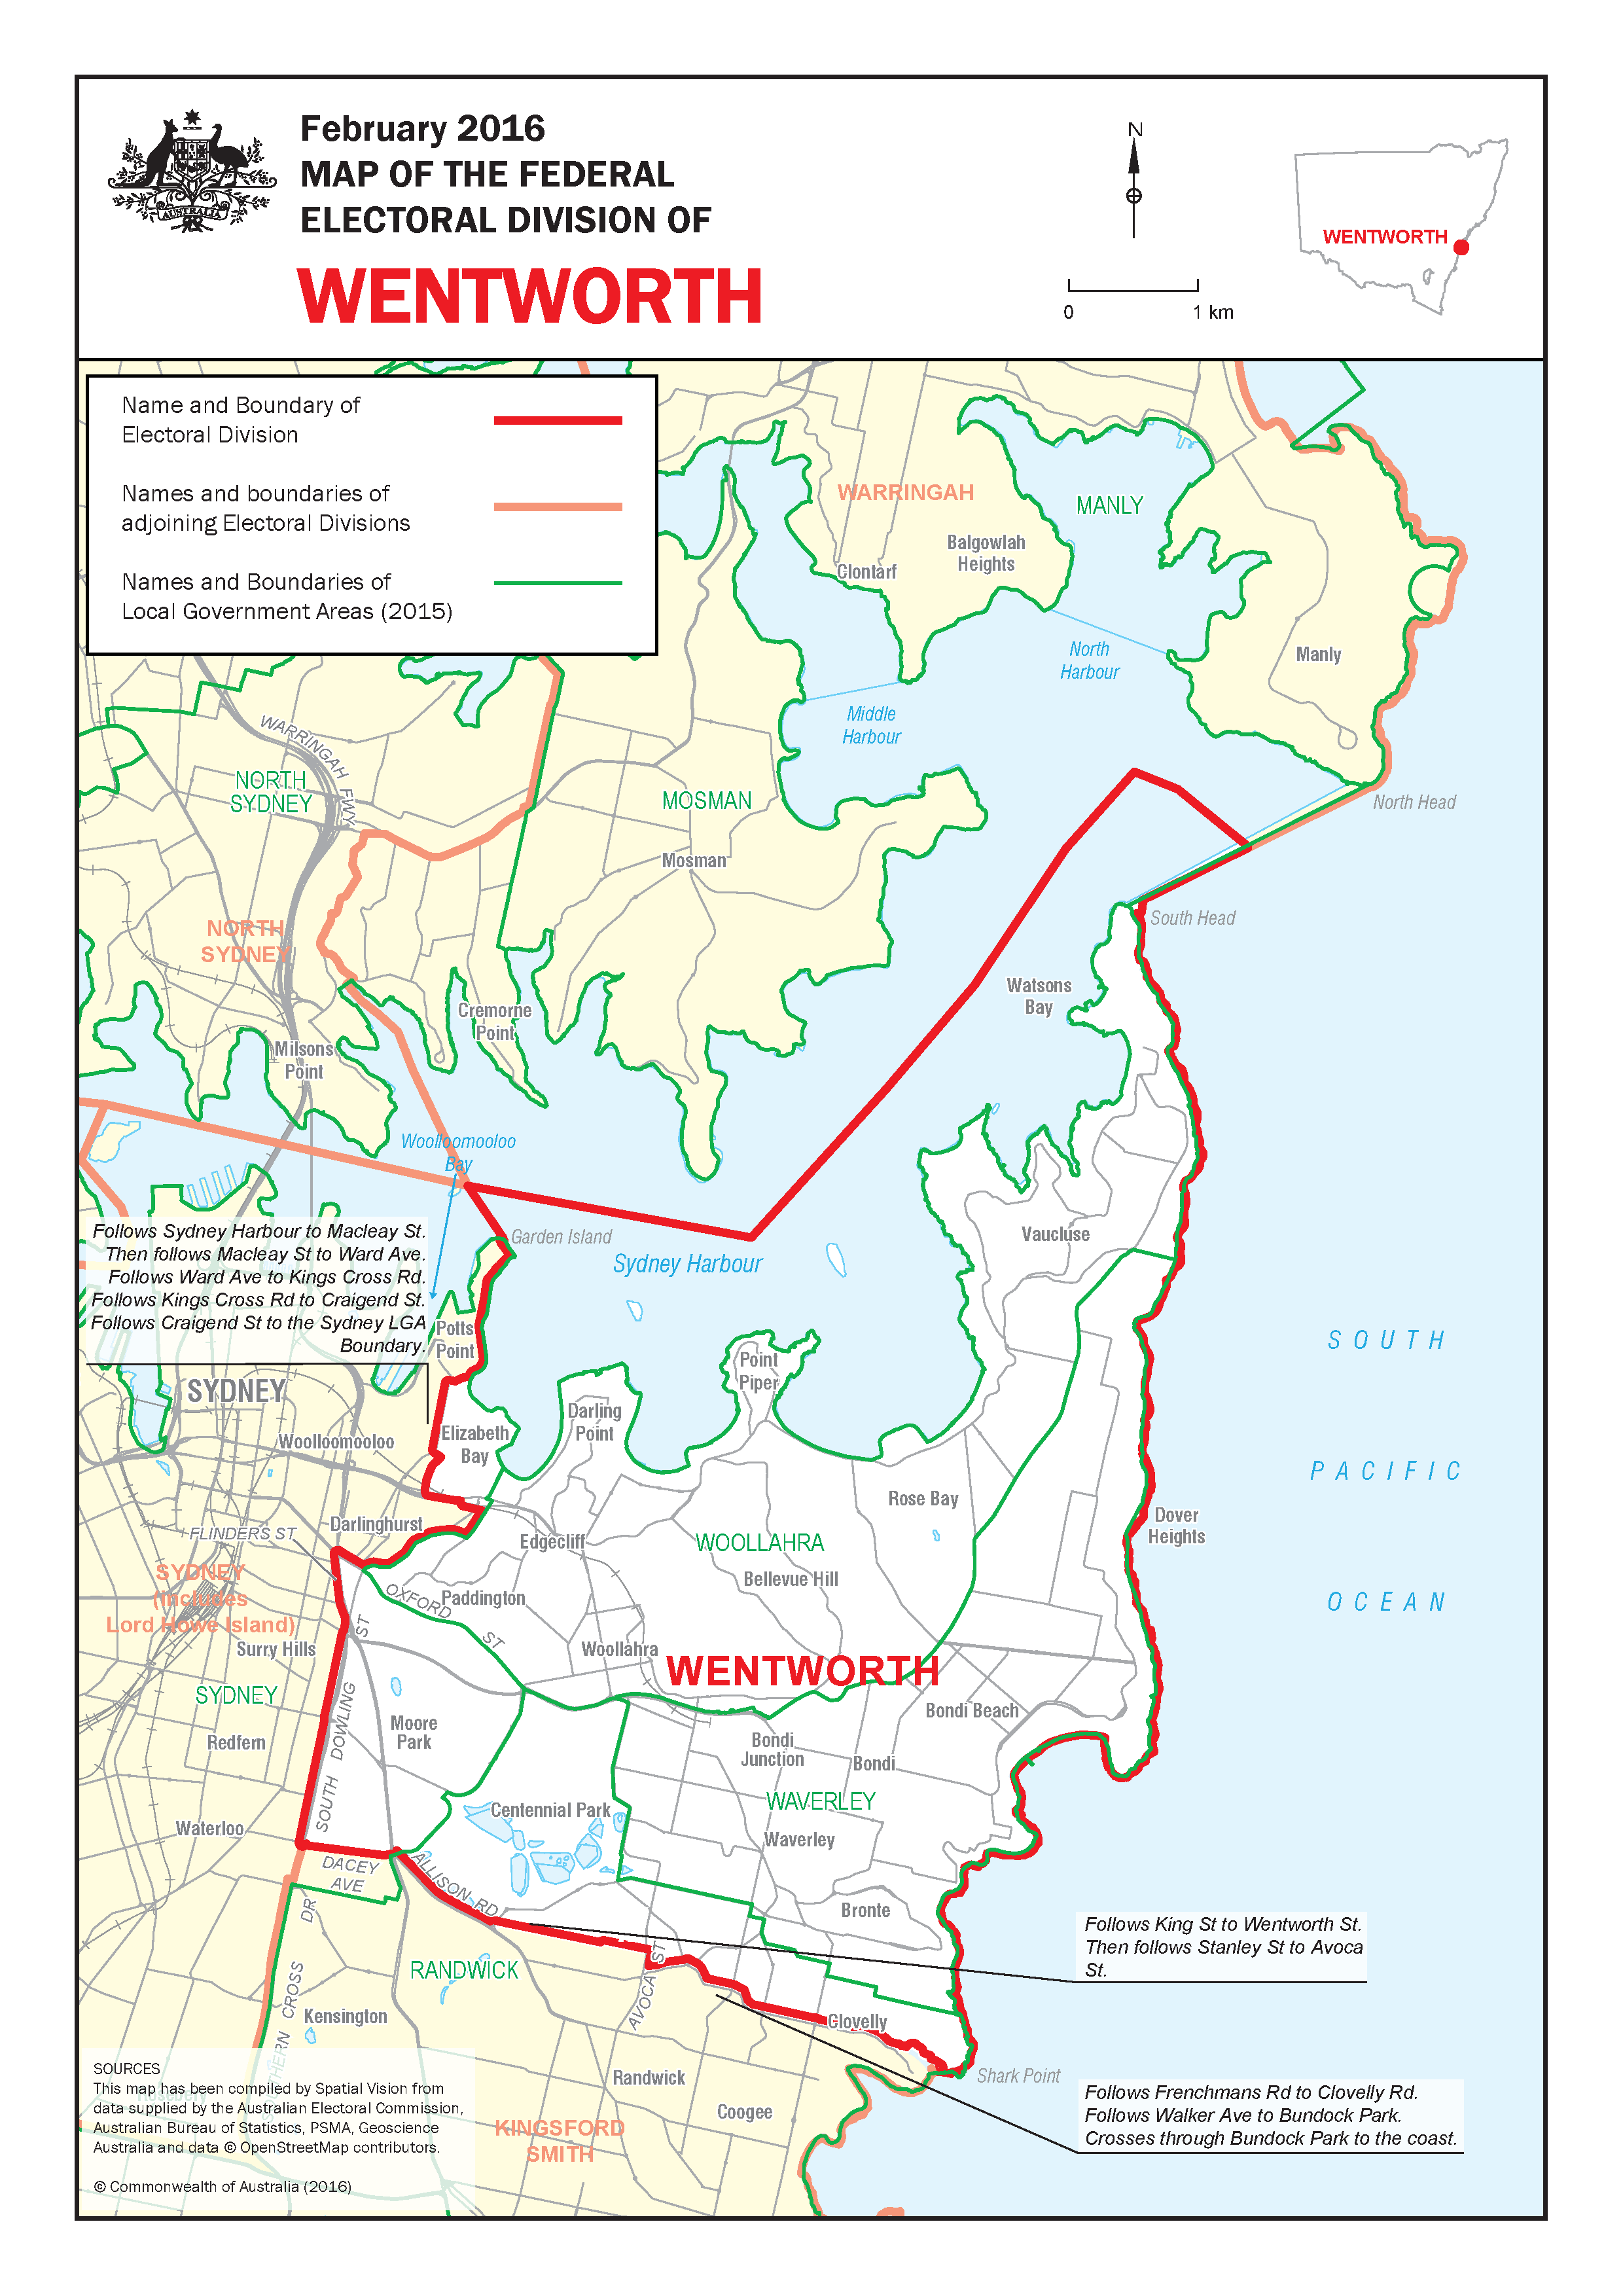 AUSTRALIA
February 2016
MAP OF THE FEDERAL
ELECTORAL DIVISION OF
WENTWORTH
N
0
1 km
WENTWORTH
Name and Boundary of
Electoral Division
Names and boundaries of
adjoining Electoral Divisions
Names and Boundaries of
Local Government Areas (2015)
WARRINGAH
MANLY
Balgowlah
Heights
Clontarf
North
Harbour
Manly
Middle
Harbour
WARRINGAH FWY
NORTH
SYDNEY
MOSMAN
North Head
Mosman
NORTH
SYDNEY
South Head
Watsons
Bay
Cremorne
Point
Milsons
Point
Woolloomooloo
Bay
Follows Sydney Harbour to Macleay St.
Then follows Macleay St to Ward Ave.
Follows Ward Ave to Kings Cross Rd.
Follows Kings Cross Rd to Craigend St.
Follows Craigend St to the Sydney LGA
Boundary.
Garden Island
Sydney Harbour
Vaucluse
Potts
Point
SOUTH
PACIFIC
OCEAN
Point
Piper
SYDNEY
Darling
Point
Woolloomooloo
Elizabeth
Bay
Rose Bay
Dover
Heights
FLINDERS ST
Darlinghurst
Edgecliff
WOOLLAHRA
Bellevue Hill
SYDNEY
(includes
Lord Howe Island)
OXFORD ST
Paddington
Surry Hills
Woollahra
WENTWORTH
SYDNEY
Bondi Beach
Redfern
SOUTH DOWLING ST
Moore
Park
Bondi
Junction
Bondi
Centennial Park
WAVERLEY
Waterloo
Waverley
DACEY
AVE
ALLISON RD
Bronte
Follows King St to Wentworth St.
Then follows Stanley St to Avoca
St.
RANDWICK
AVOCA ST
SOUTHERN CROSS DR
Kensington
Clovelly
Randwick
Shark Point
Coogee
Follows Frenchmans Rd to Clovelly Rd.
Follows Walker Ave to Bundock Park.
Crosses through Bundock Park to the coast.
KINGSFORD
SMITH
SOURCES
This map has been compiled by Spatial Vision from
data supplied by the Australian Electoral Commission,
Australian Bureau of Statistics, PSMA, Geoscience
Australia and data © OpenStreetMap contributors.
© Commonwealth of Australia (2016)